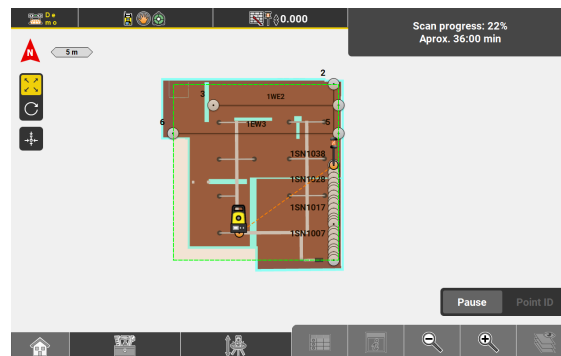 De
mo
0.000
Scan progress: 22%
Aprox. 36:00 min
N
5 m
2
3
1WE2
6
1EW3
5
1SN1038
1SN1028
1SN1017
1SN1007
Pause
Point ID